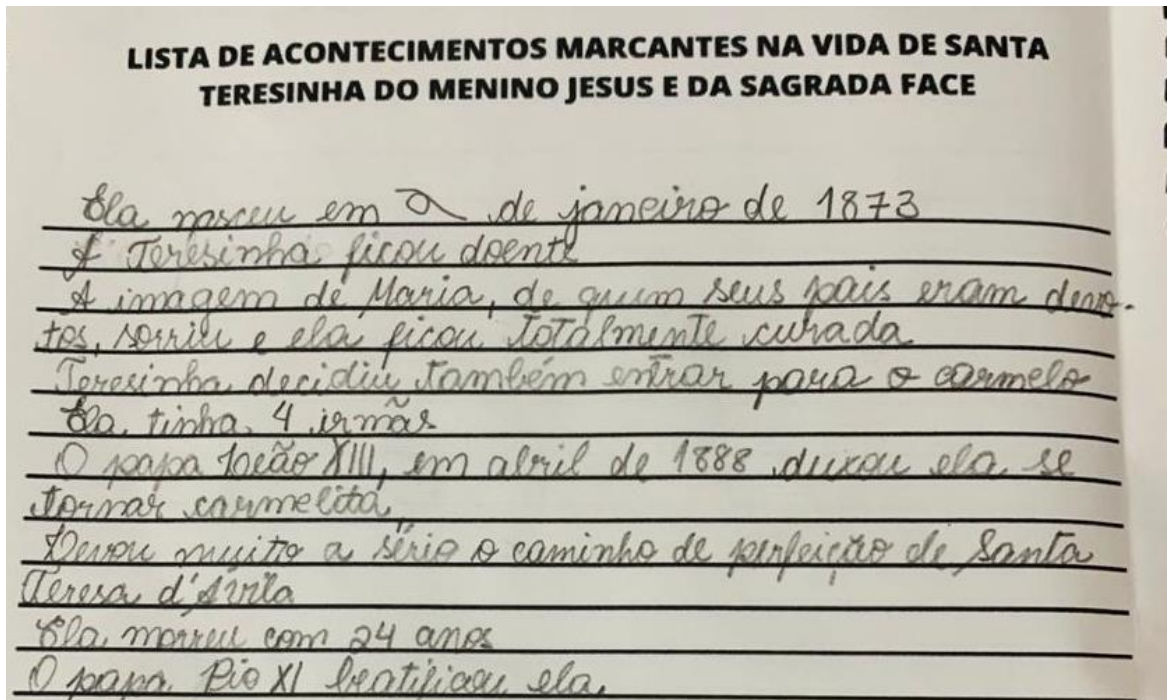 LISTA DE ACONTECIMENTOS MARCANTES NA VIDA DE SANTA
TERESINHA DO MENINO JESUS E DA SAGRADA FACE
Ela nasceu em 2 de janeiro de 1873
A Teresinha ficou doente
A imagem de Maria, de quem seus pais eram devo-
tos, sorriu e ela ficou totalmente curada
Teresinha decidiu também entrar para o carmelo
Ela tinha 4 irmãs
O papa Leão XIII, em abril de 1888 deixou ela se
tornar carmelita,
Levou muito a sério o caminho de perfeição de Santa
Teresa d'Ávila
Ela morreu com 24 anos
O papa Pio XI beatificou ela.